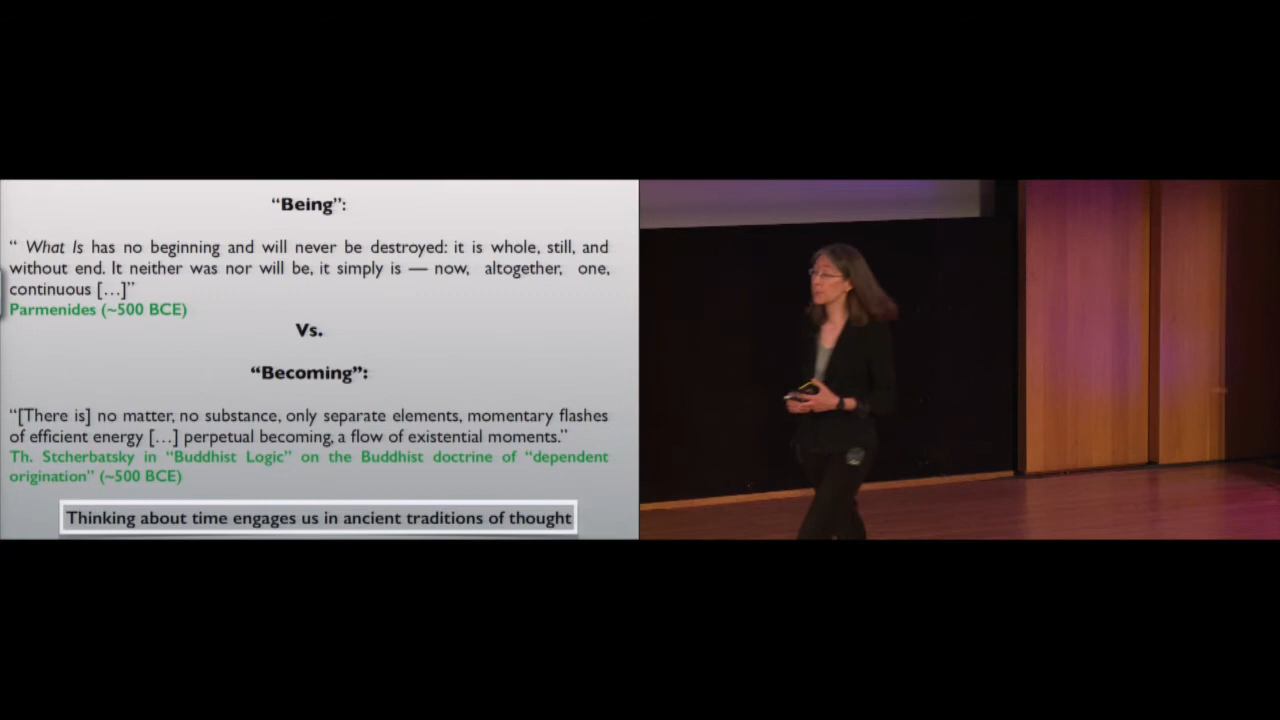 “Being”:
“ What Is has no beginning and will never be destroyed: it is whole, still, and
without end. It neither was nor will be, it simply is — now, altogether, one,
continuous […]”
Parmenides (~500 BCE)
Vs.
“Becoming”:
“[There is] no matter, no substance, only separate elements, momentary flashes
of efficient energy […] perpetual becoming, a flow of existential moments.”
Th. Stcherbatsky in “Buddhist Logic” on the Buddhist doctrine of “dependent
origination” (~500 BCE)
Thinking about time engages us in ancient traditions of thought